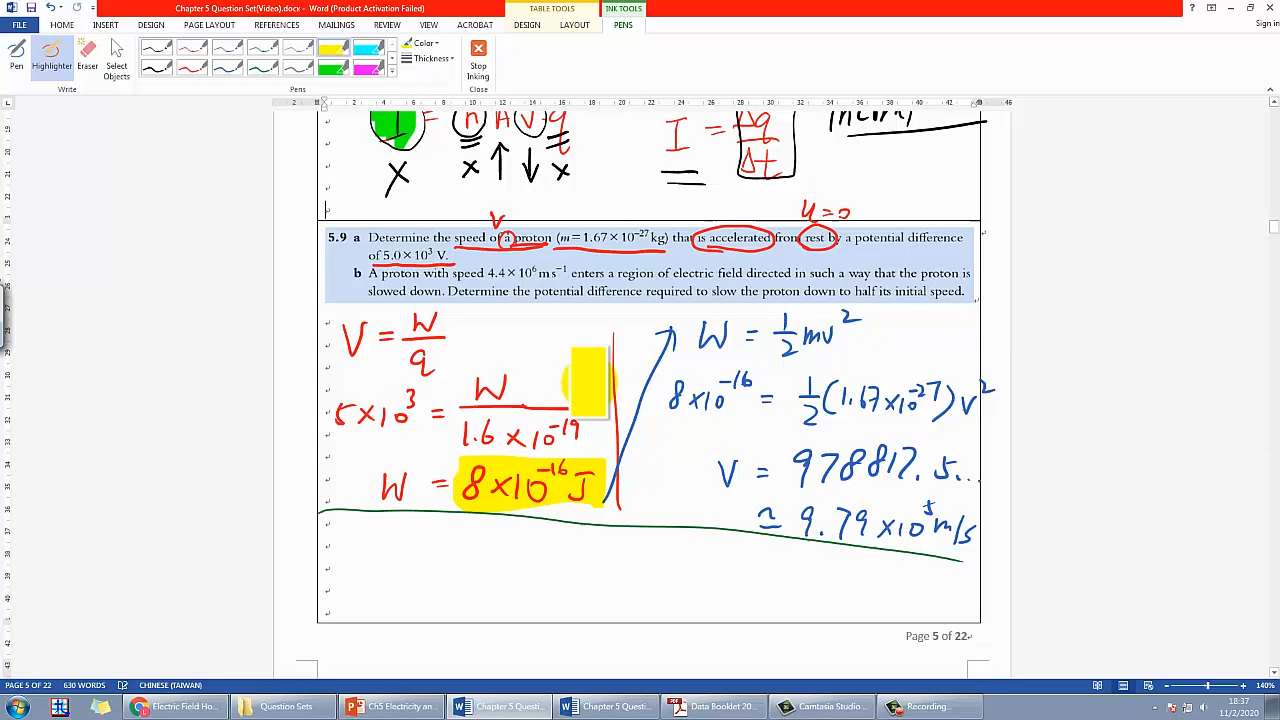 Chapter 5 Question Set(Video).docx - Word (Product Activation Failed)
TABLE TOOLS
INK TOOLS
Sign in
FILE HOME INSERT DESIGN PAGE LAYOUT REFERENCES MAILINGS REVIEW VIEW ACROBAT DESIGN LAYOUT PENS
Pen
Highlighter
Eraser
Select Objects
Color
Thickness
Stop Inking
Write
Pens
Close
I = n A V q
I = Δq / Δt
x x ↑ ↓ x
V
u = 0
5.9 a Determine the speed of a proton (m = 1.67 × 10⁻²⁷ kg) that is accelerated from rest by a potential difference
of 5.0 × 10³ V.
b A proton with speed 4.4 × 10⁶ m s⁻¹ enters a region of electric field directed in such a way that the proton is
slowed down. Determine the potential difference required to slow the proton down to half its initial speed.
V = W / q
5×10³ = W / 1.6 × 10⁻¹⁹
W = 8×10⁻¹⁶ J
W = 1/2 mv²
8×10⁻¹⁶ = 1/2 (1.67×10⁻²⁷) v²
V = 978817.5...
≃ 9.79 ×10⁵ m/s
Page 5 of 22
PAGE 5 OF 22 630 WORDS CHINESE (TAIWAN) 140%
Electric Field Ho...
Question Sets
Ch5 Electricity an...
Chapter 5 Questi...
Chapter 5 Questi...
Data Booklet 20...
Camtasia Studio ...
Recording...
18:37
11/2/2020